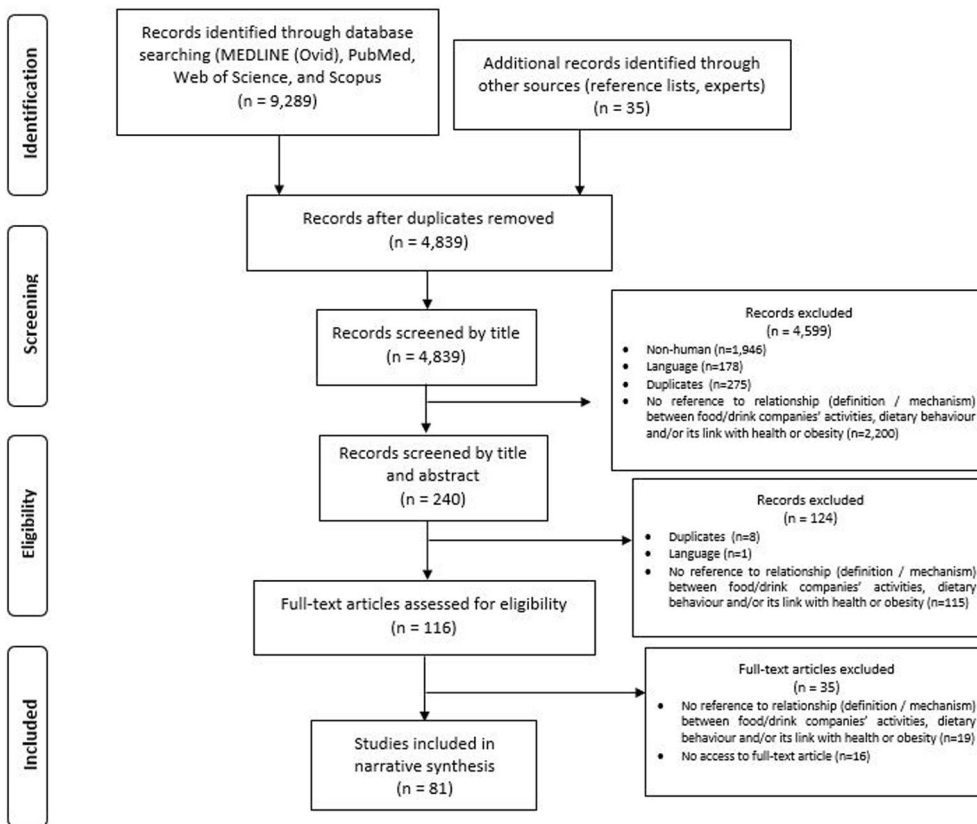 Identification
Records identified through database
searching (MEDLINE (Ovid), PubMed,
Web of Science, and Scopus
(n = 9,289)
Additional records identified through
other sources (reference lists, experts)
(n = 35)
Records after duplicates removed
(n = 4,839)
Screening
Records screened by title
(n = 4,839)
Records excluded
(n = 4,599)
• Non-human (n=1,946)
• Language (n=178)
• Duplicates (n=275)
• No reference to relationship (definition / mechanism)
between food/drink companies’ activities, dietary behaviour
and/or its link with health or obesity (n=2,200)
Eligibility
Records screened by title
and abstract
(n = 240)
Records excluded
(n = 124)
• Duplicates (n=8)
• Language (n=1)
• No reference to relationship (definition / mechanism)
between food/drink companies’ activities, dietary
behaviour and/or its link with health or obesity (n=115)
Full-text articles assessed for eligibility
(n = 116)
Included
Full-text articles excluded
(n = 35)
• No reference to relationship (definition / mechanism)
between food/drink companies’ activities, dietary
behaviour and/or its link with health or obesity (n=19)
• No access to full-text article (n=16)
Studies included in
narrative synthesis
(n = 81)